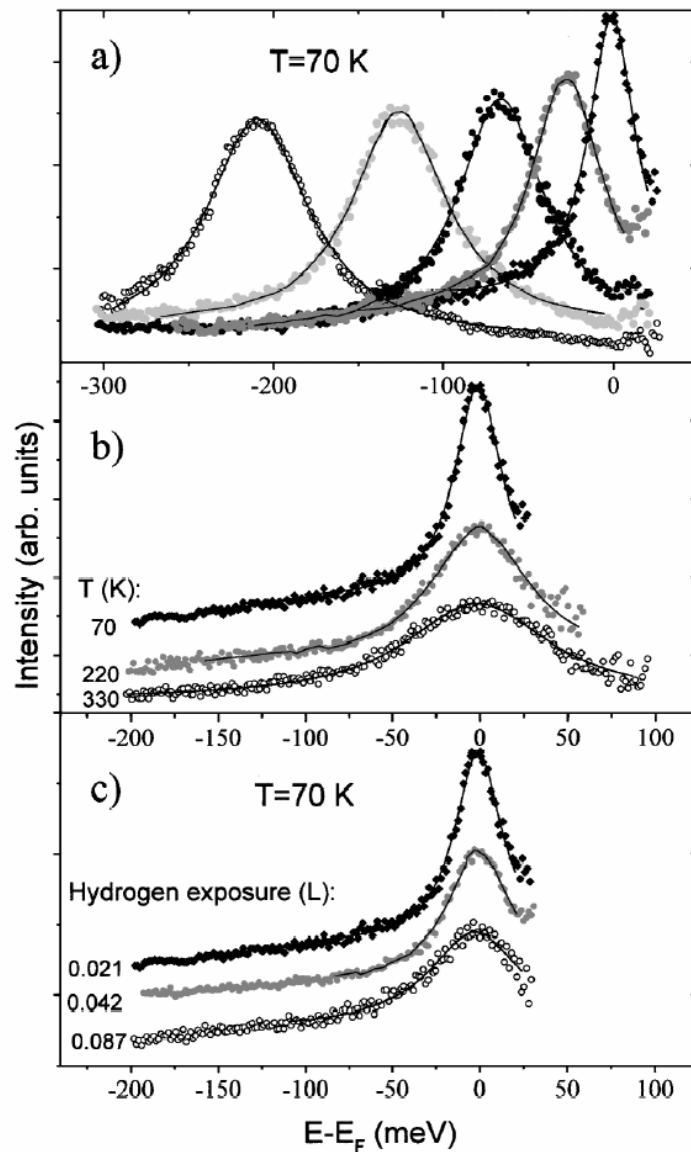 a)
T=70 K
-300 -200 -100 0
b)
T (K):
70
220
330
-200 -150 -100 -50 0 50 100
c)
T=70 K
Hydrogen exposure (L):
0.021
0.042
0.087
-200 -150 -100 -50 0 50 100
E-E_F (meV)
Intensity (arb. units)